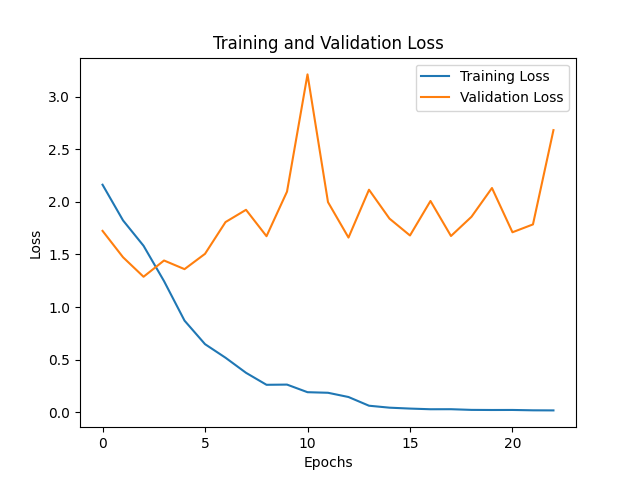 Training and Validation Loss
Training Loss
Validation Loss
Loss
3.0
2.5
2.0
1.5
1.0
0.5
0.0
0 5 10 15 20
Epochs